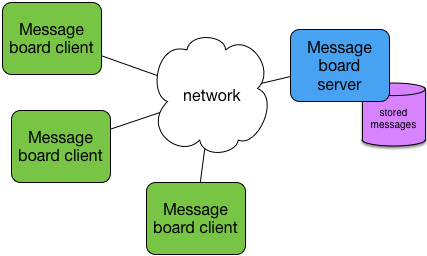 Message
board client
Message
board client
Message
board client
network
Message
board
server
stored
messages